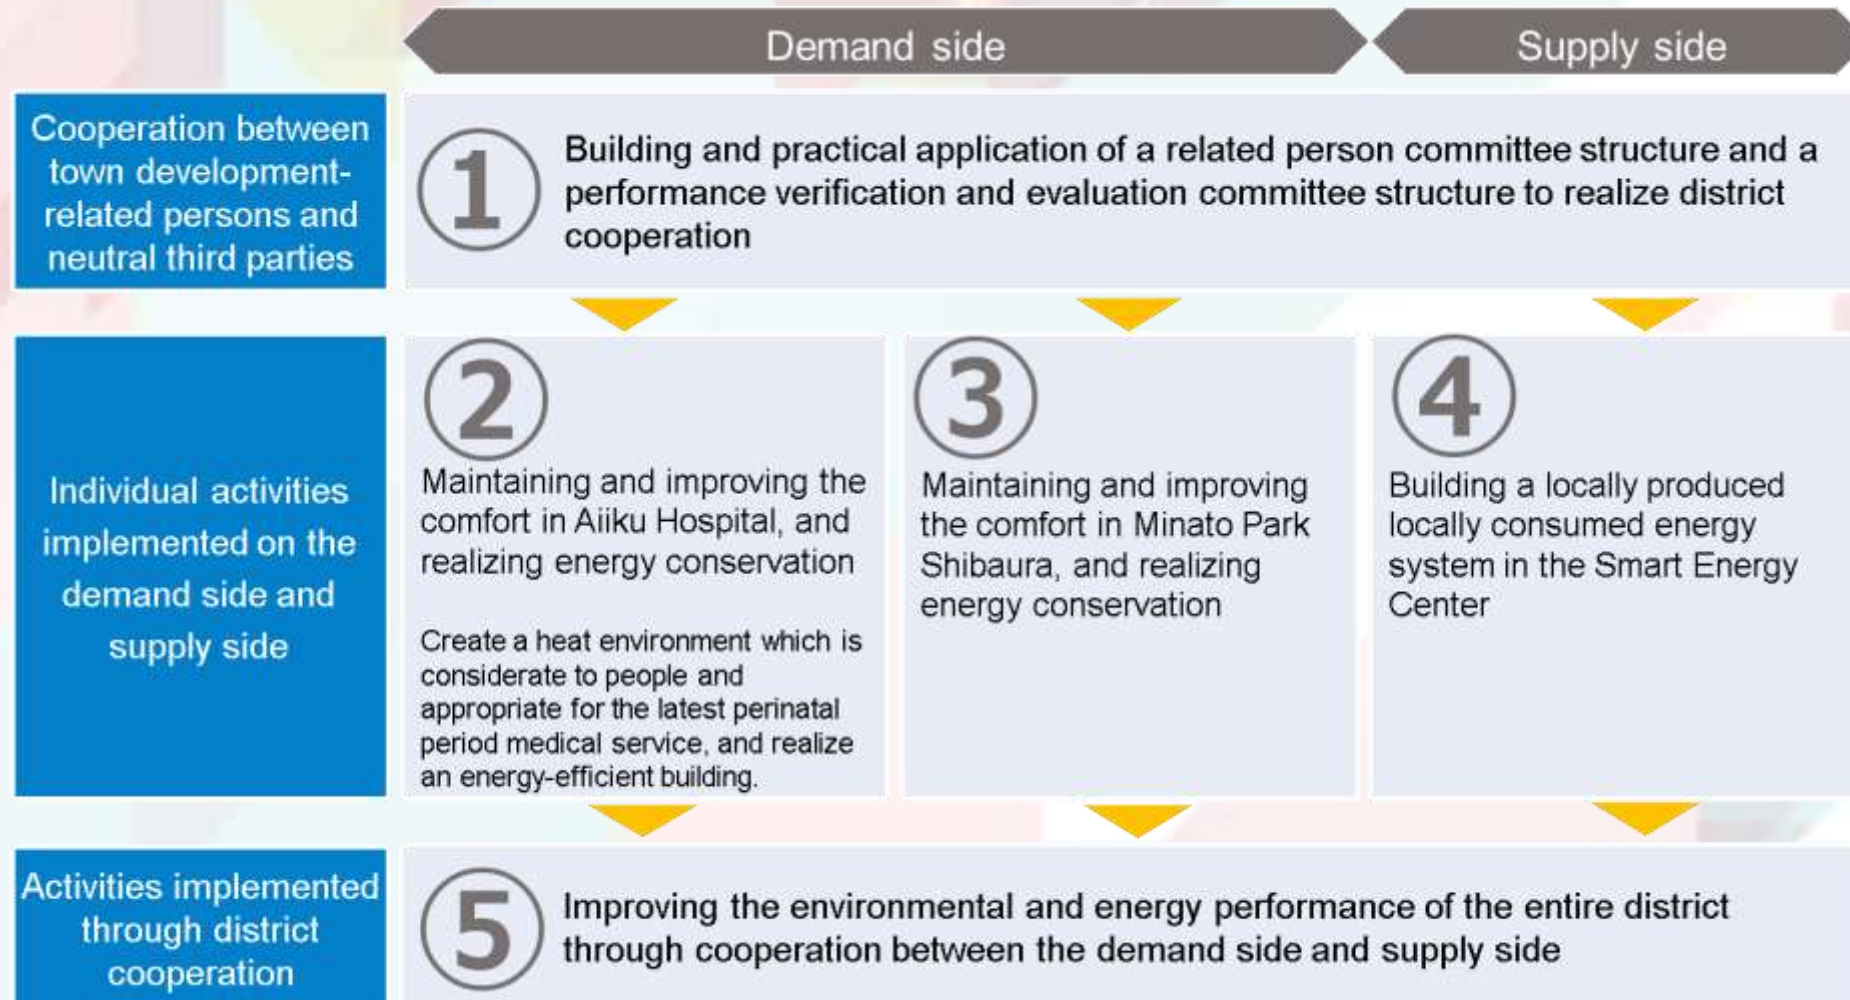 Demand side
Supply side
Cooperation between
town development-
related persons and
neutral third parties
1
Building and practical application of a related person committee structure and a
performance verification and evaluation committee structure to realize district
cooperation
Individual activities
implemented on the
demand side and
supply side
2
Maintaining and improving the
comfort in Aiiku Hospital, and
realizing energy conservation
Create a heat environment which is
considerate to people and
appropriate for the latest perinatal
period medical service, and realize
an energy-efficient building.
3
Maintaining and improving
the comfort in Minato Park
Shibaura, and realizing
energy conservation
4
Building a locally produced
locally consumed energy
system in the Smart Energy
Center
Activities implemented
through district
cooperation
5
Improving the environmental and energy performance of the entire district
through cooperation between the demand side and supply side